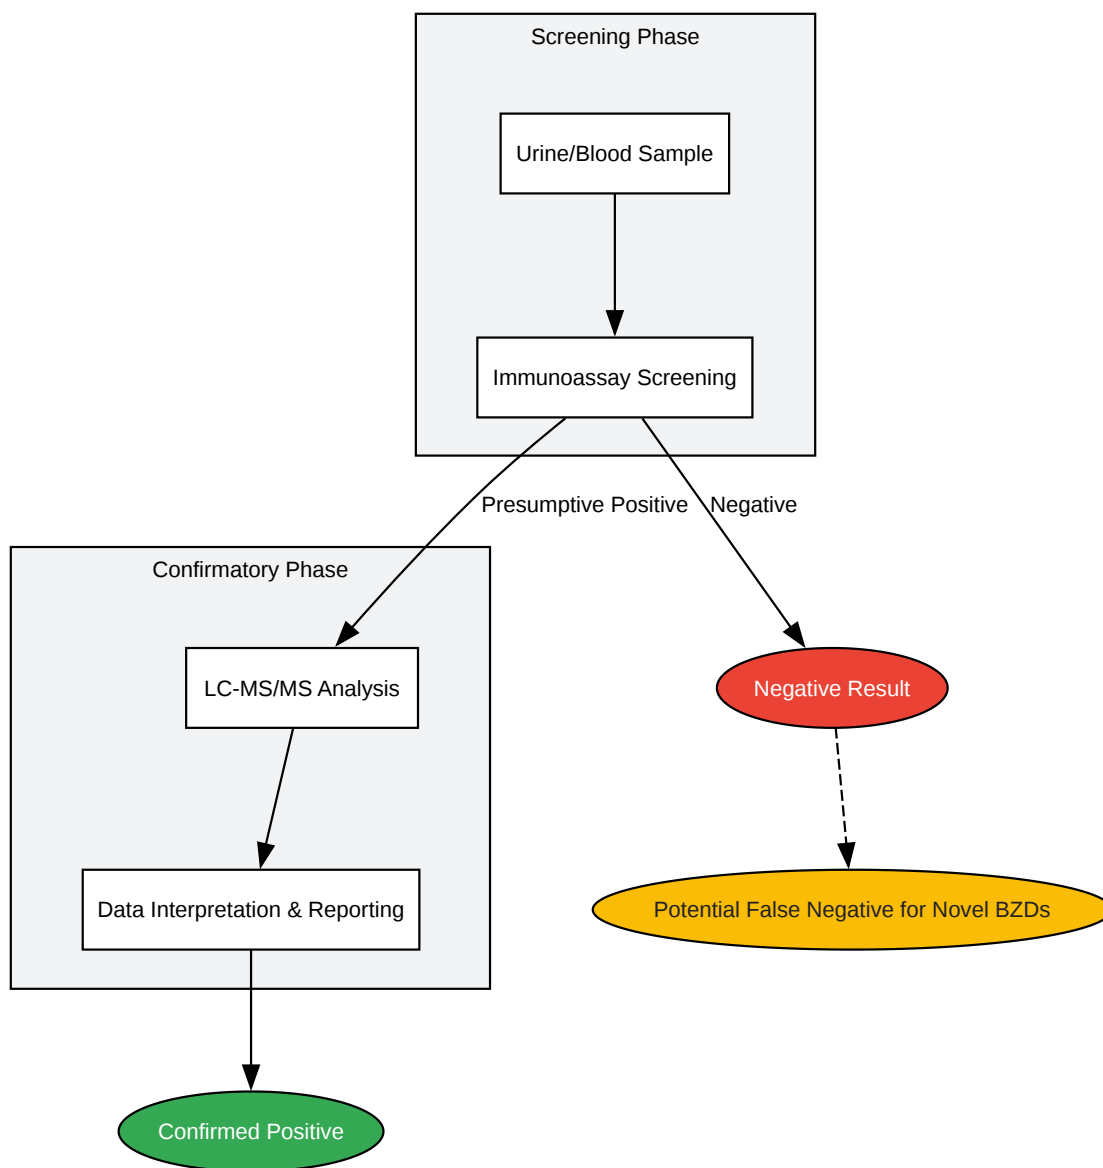 Screening Phase
Urine/Blood Sample
Immunoassay Screening
Presumptive Positive
Negative
Confirmatory Phase
LC-MS/MS Analysis
Negative Result
Data Interpretation & Reporting
Potential False Negative for Novel BZDs
Confirmed Positive